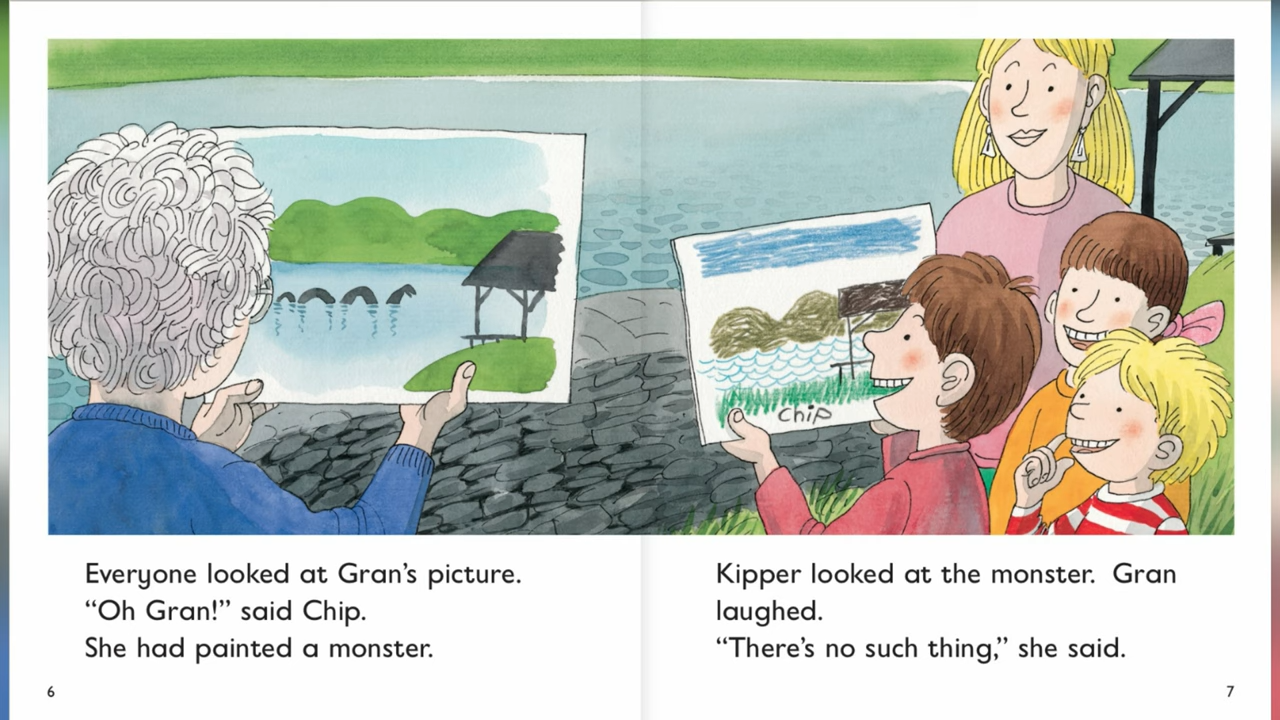 Chip
Everyone looked at Gran’s picture.
“Oh Gran!” said Chip.
She had painted a monster.
6
Kipper looked at the monster.  Gran
laughed.
“There’s no such thing,” she said.
7